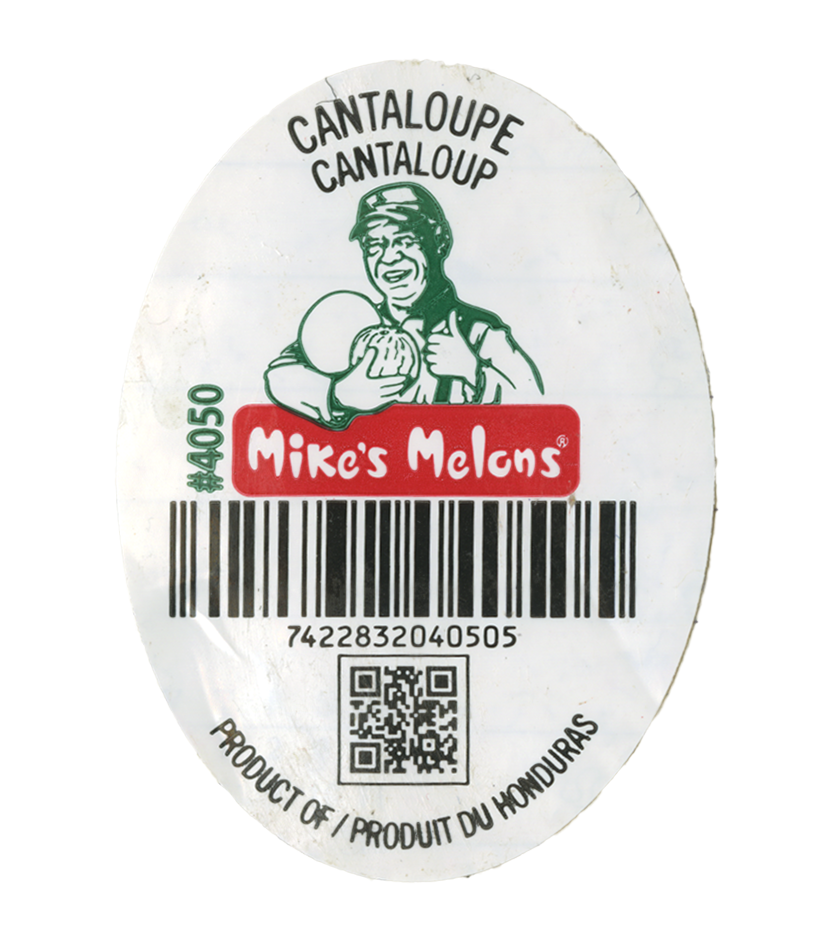 CANTALOUPE
CANTALOUP
#4050
Mike's Melons®
7422832040505
PRODUCT OF / PRODUIT DU HONDURAS